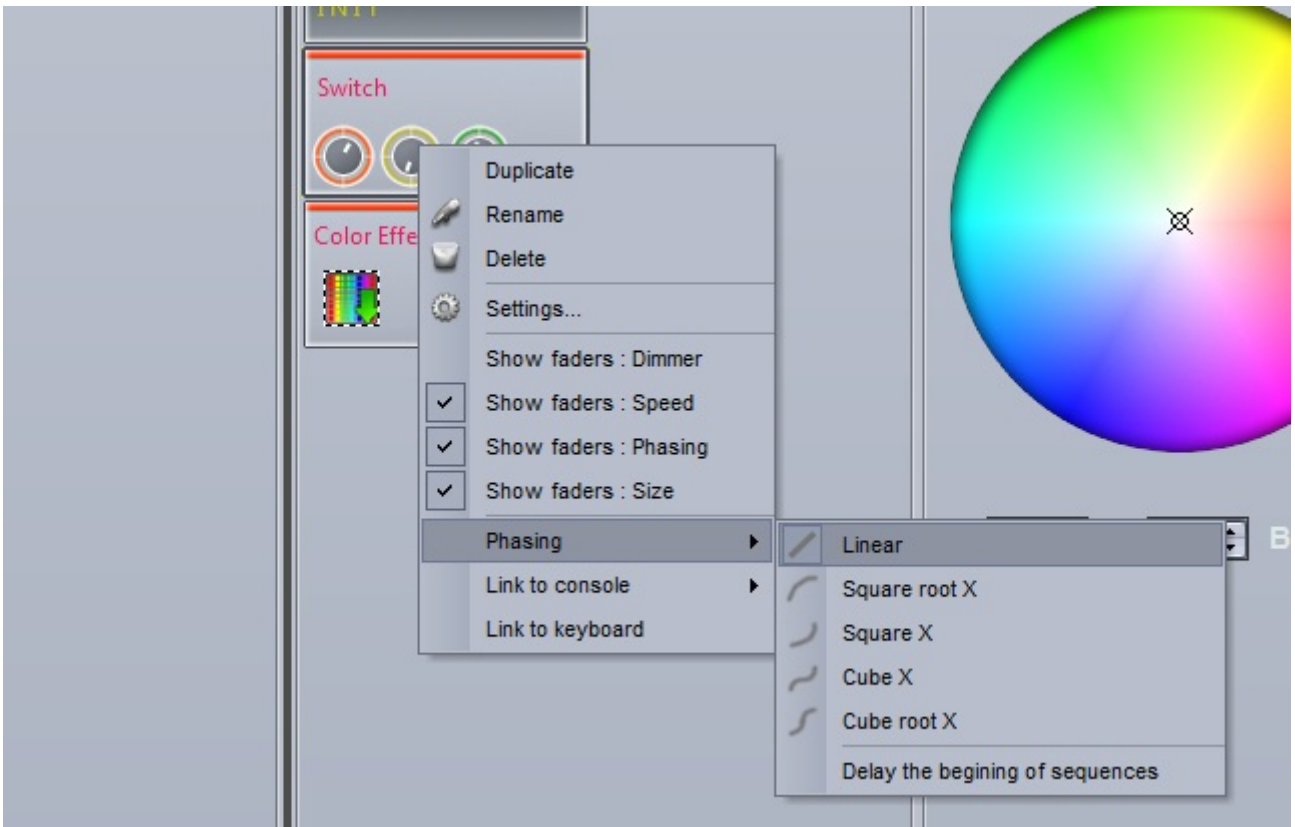 INIT
Switch
Color Effe
Duplicate
Rename
Delete
Settings...
Show faders : Dimmer
Show faders : Speed
Show faders : Phasing
Show faders : Size
Phasing
Link to console
Link to keyboard
Linear
Square root X
Square X
Cube X
Cube root X
Delay the begining of sequences
B